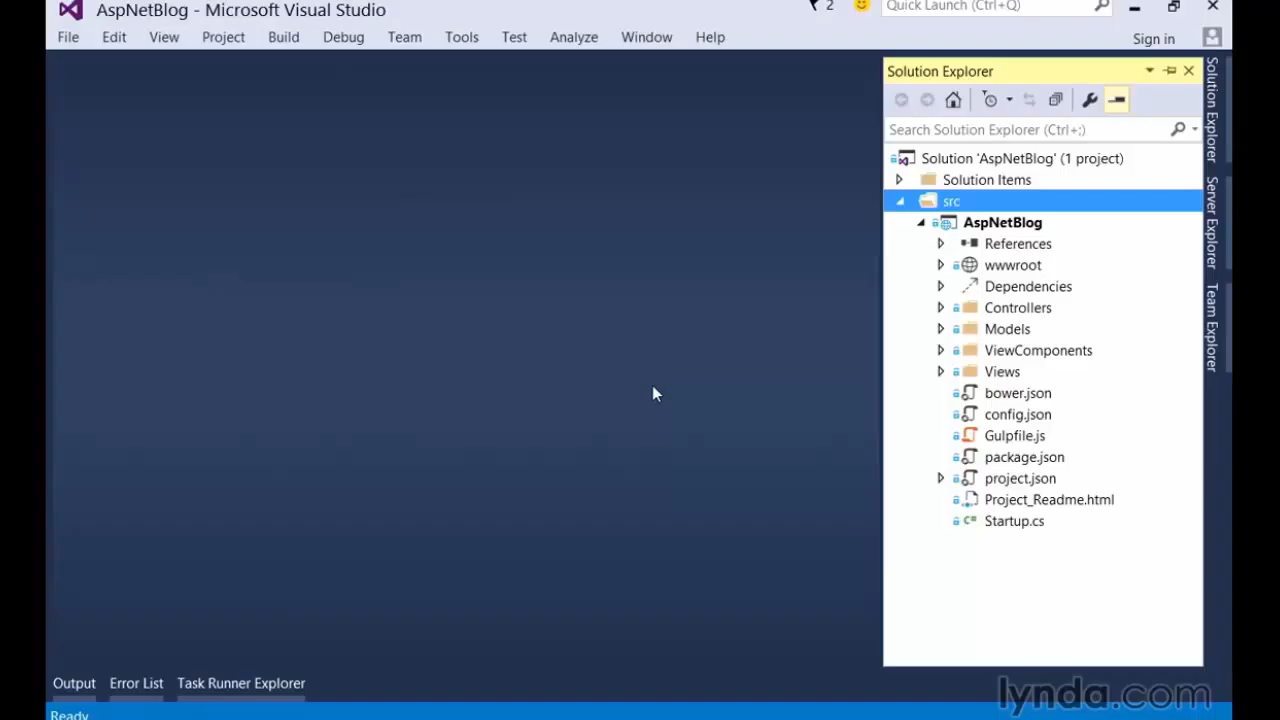 AspNetBlog - Microsoft Visual Studio
2
Quick Launch (Ctrl+Q)
File Edit View Project Build Debug Team Tools Test Analyze Window Help
Sign in
Solution Explorer
Search Solution Explorer (Ctrl+;)
Solution 'AspNetBlog' (1 project)
Solution Items
src
AspNetBlog
References
wwwroot
Dependencies
Controllers
Models
ViewComponents
Views
bower.json
config.json
Gulpfile.js
package.json
project.json
Project_Readme.html
Startup.cs
Solution Explorer
Server Explorer
Team Explorer
Output Error List Task Runner Explorer
lynda.com
Ready